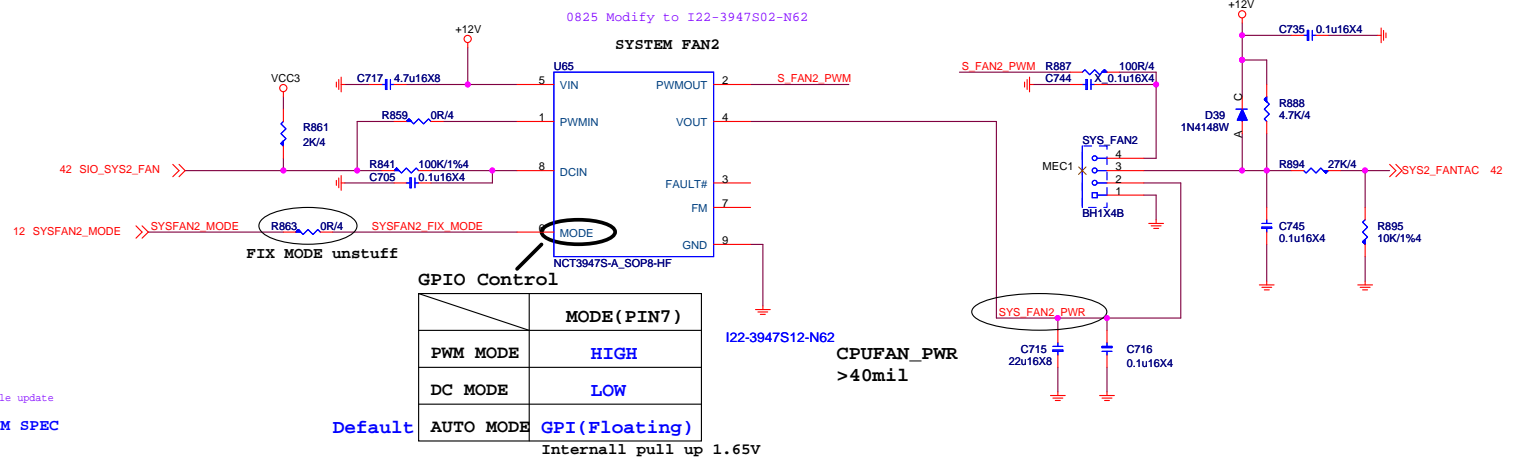 0825 Modify to I22-3947S02-N62
SYSTEM FAN2
+12V
VCC3
C717 4.7u16X8
R861
2K/4
R859 0R/4
42 SIO_SYS2_FAN
R841 100K/1%4
C705 0.1u16X4
12 SYSFAN2_MODE
SYSFAN2_MODE
R863 0R/4
SYSFAN2_FIX_MODE
FIX MODE unstuff
U65
5 VIN
1 PWMIN
8 DCIN
MODE
PWMOUT 2
VOUT 4
FAULT# 3
FM 7
GND 9
NCT3947S-A_SOP8-HF
S_FAN2_PWM
I22-3947S12-N62
GPIO Control
MODE(PIN7)
PWM MODE HIGH
DC MODE LOW
Default AUTO MODE GPI(Floating)
Internall pull up 1.65V
le update
M SPEC
CPUFAN_PWR
>40mil
S_FAN2_PWM R887 100R/4
C744 X_0.1u16X4
SYS_FAN2
MEC1
4
3
2
1
BH1X4B
SYS_FAN2_PWR
C715
22u16X8
C716
0.1u16X4
+12V
C735 0.1u16X4
C
D39
1N4148W
A
R888
4.7K/4
R894 27K/4
SYS2_FANTAC 42
C745
0.1u16X4
R895
10K/1%4